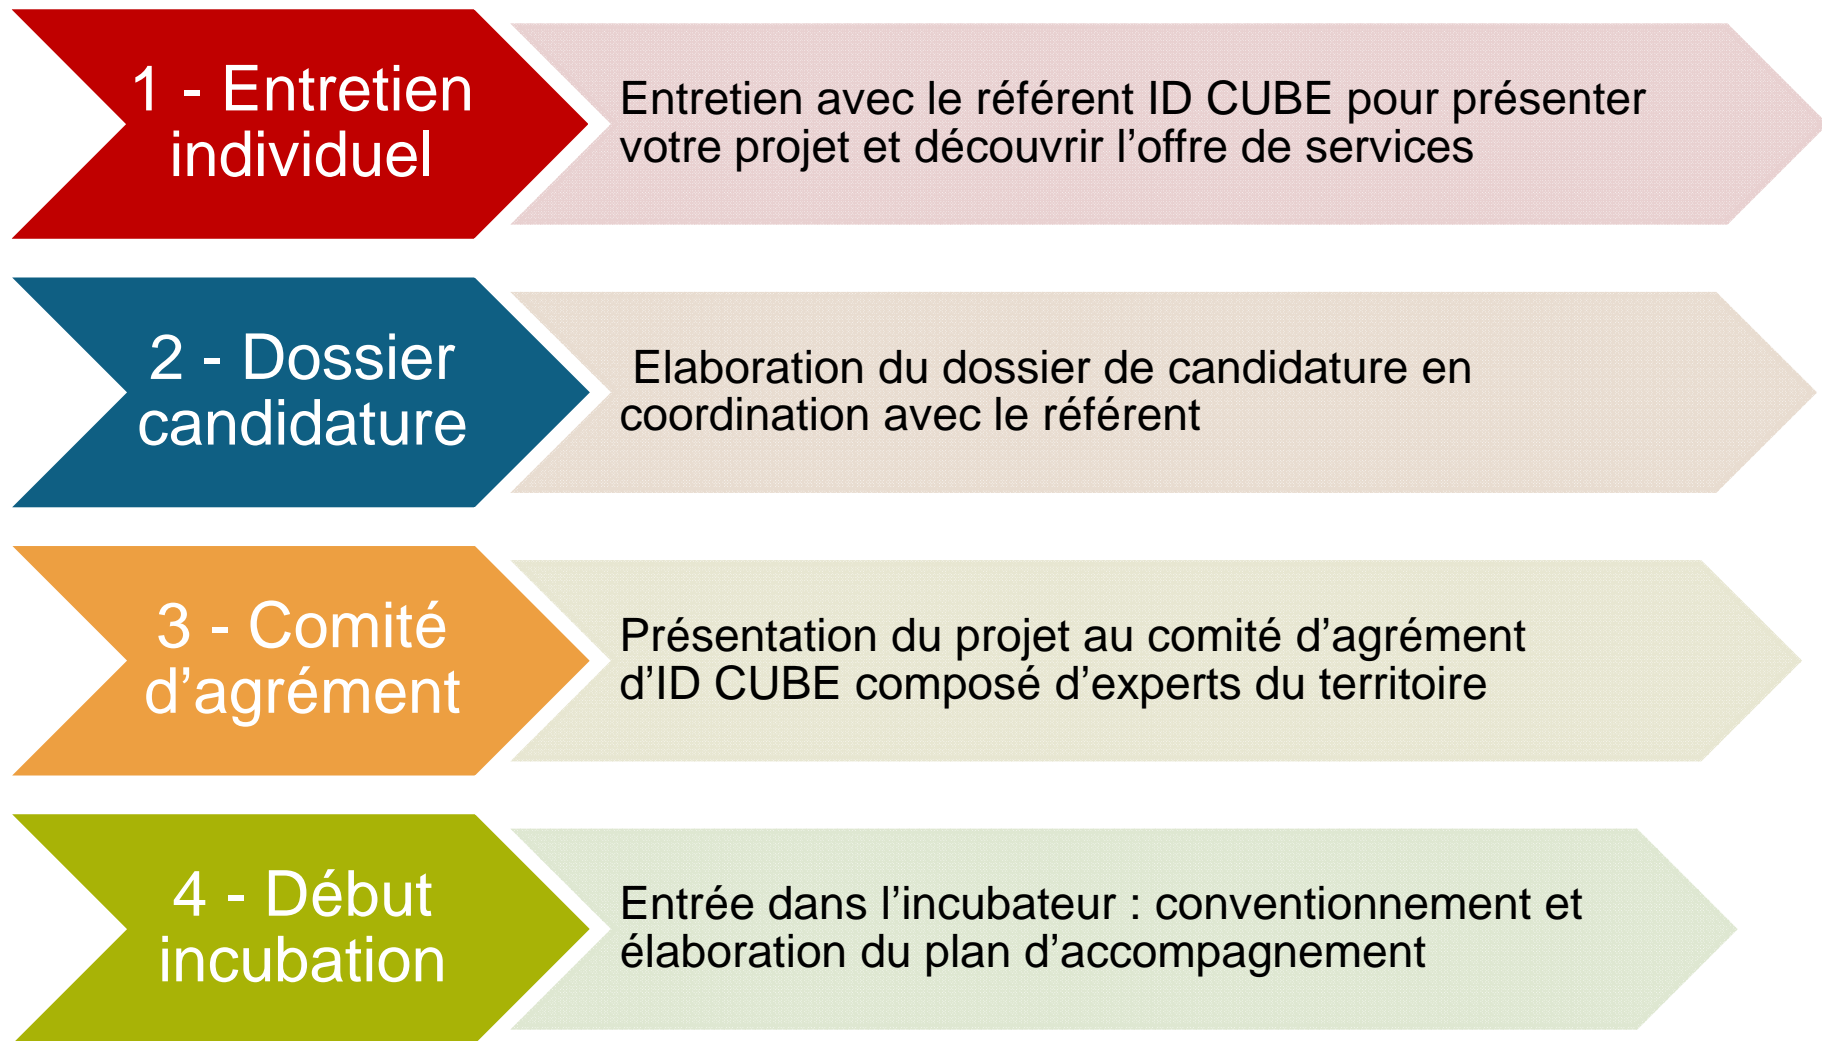 1 - Entretien
individuel
Entretien avec le référent ID CUBE pour présenter
votre projet et découvrir l’offre de services
2 - Dossier
candidature
Elaboration du dossier de candidature en
coordination avec le référent
3 - Comité
d’agrément
Présentation du projet au comité d’agrément
d’ID CUBE composé d’experts du territoire
4 - Début
incubation
Entrée dans l’incubateur : conventionnement et
élaboration du plan d’accompagnement